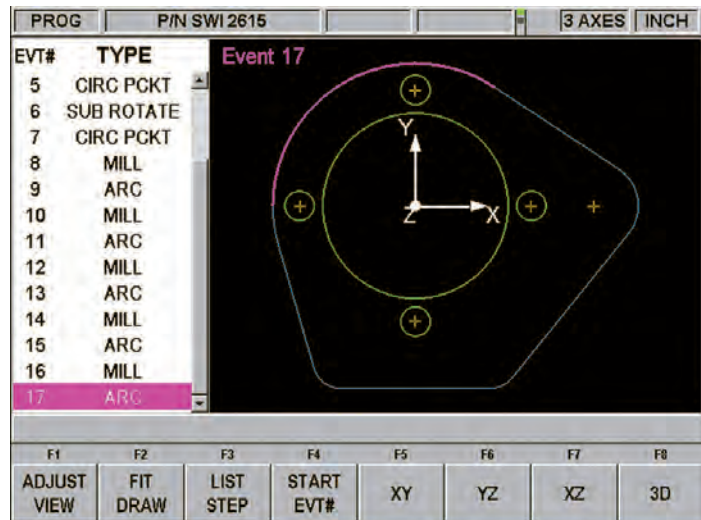 PROG P/N SWI 2615 3 AXES INCH
EVT# TYPE
5 CIRC PCKT
6 SUB ROTATE
7 CIRC PCKT
8 MILL
9 ARC
10 MILL
11 ARC
12 MILL
13 ARC
14 MILL
15 ARC
16 MILL
17 ARC
Event 17
Y
Z X
F1 F2 F3 F4 F5 F6 F7 F8
ADJUST VIEW
FIT DRAW
LIST STEP
START EVT#
XY
YZ
XZ
3D